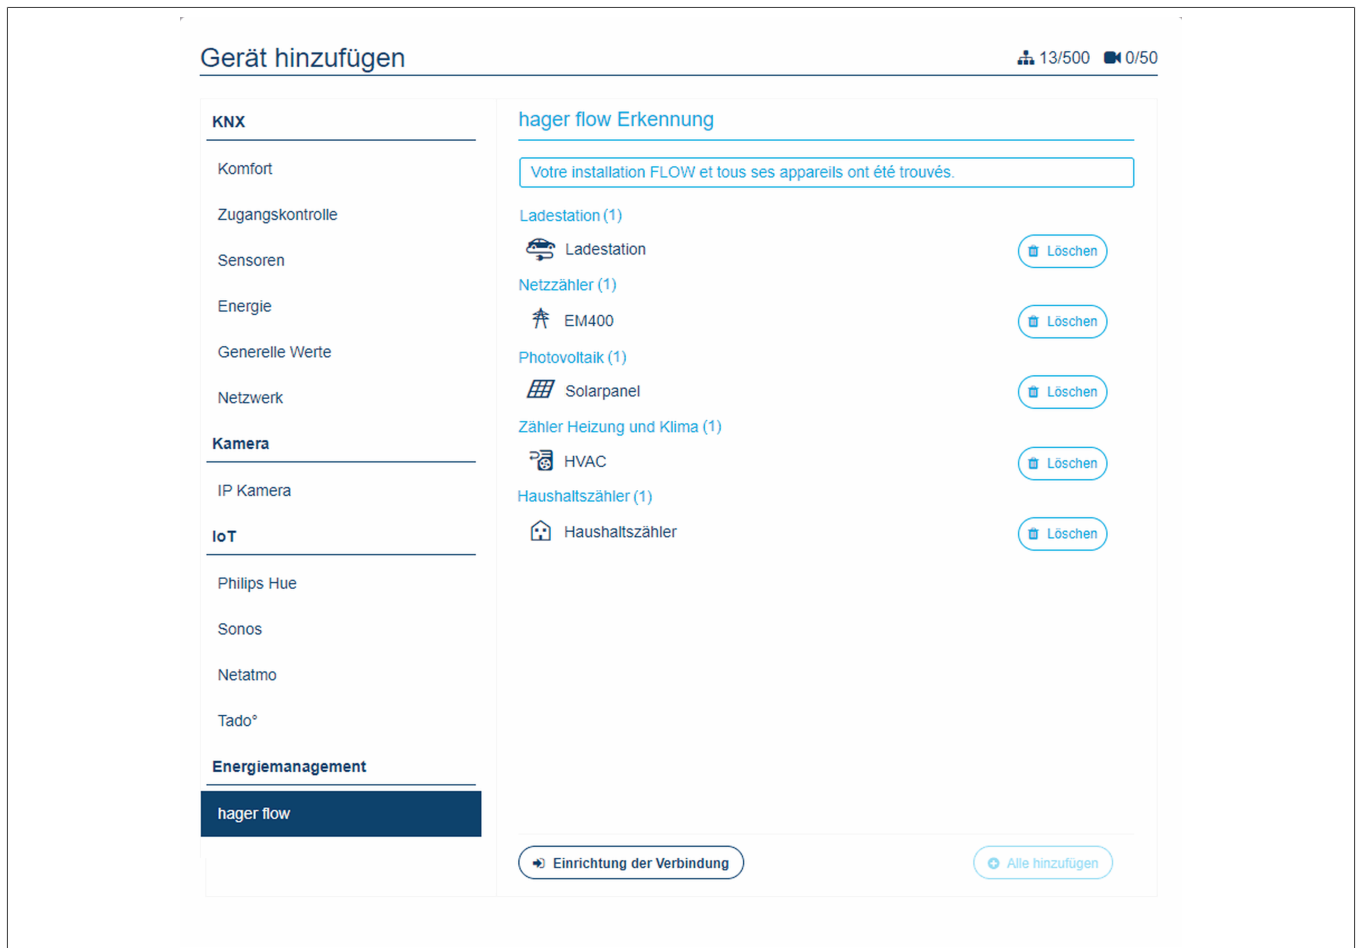 Gerät hinzufügen
13/500 0/50
KNX
Komfort
Zugangskontrolle
Sensoren
Energie
Generelle Werte
Netzwerk
Kamera
IP Kamera
IoT
Philips Hue
Sonos
Netatmo
Tado°
Energiemanagement
hager flow
hager flow Erkennung
Votre installation FLOW et tous ses appareils ont été trouvés.
Ladestation (1)
Ladestation Löschen
Netzzähler (1)
EM400 Löschen
Photovoltaik (1)
Solarpanel Löschen
Zähler Heizung und Klima (1)
HVAC Löschen
Haushaltszähler (1)
Haushaltszähler Löschen
Einrichtung der Verbindung Alle hinzufügen